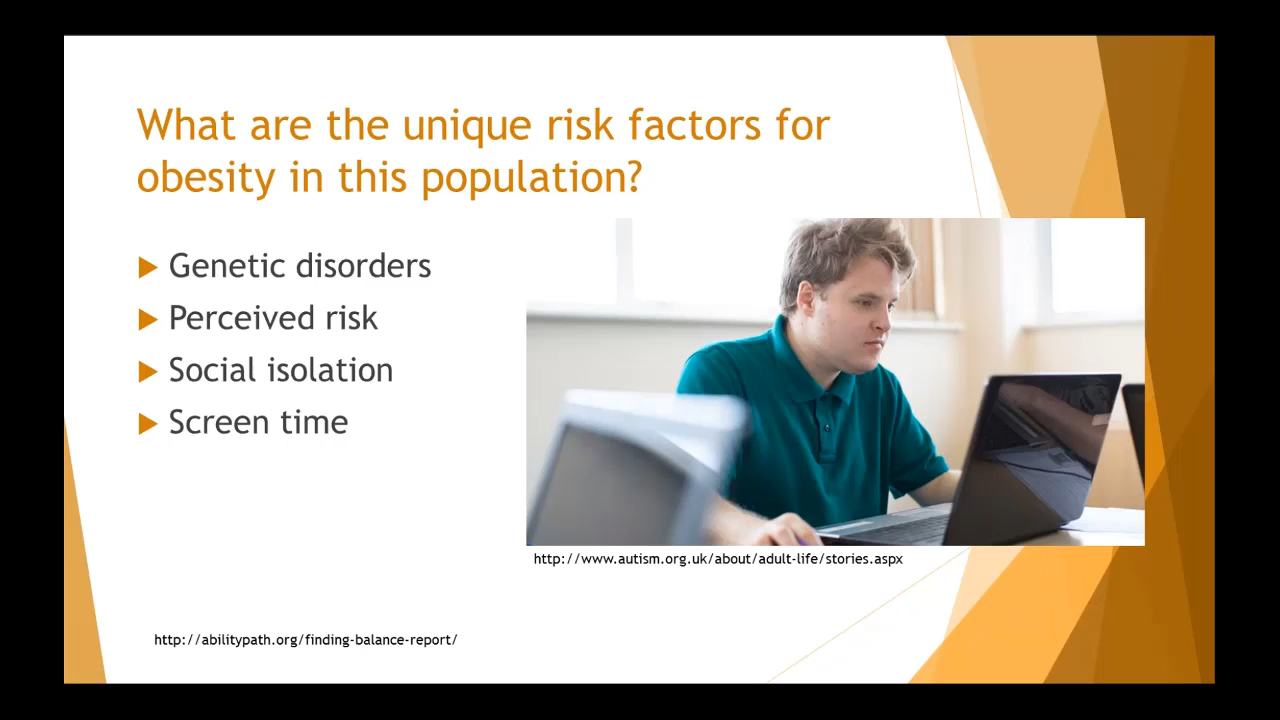 What are the unique risk factors for
obesity in this population?
Genetic disorders
Perceived risk
Social isolation
Screen time
http://www.autism.org.uk/about/adult-life/stories.aspx
http://abilitypath.org/finding-balance-report/